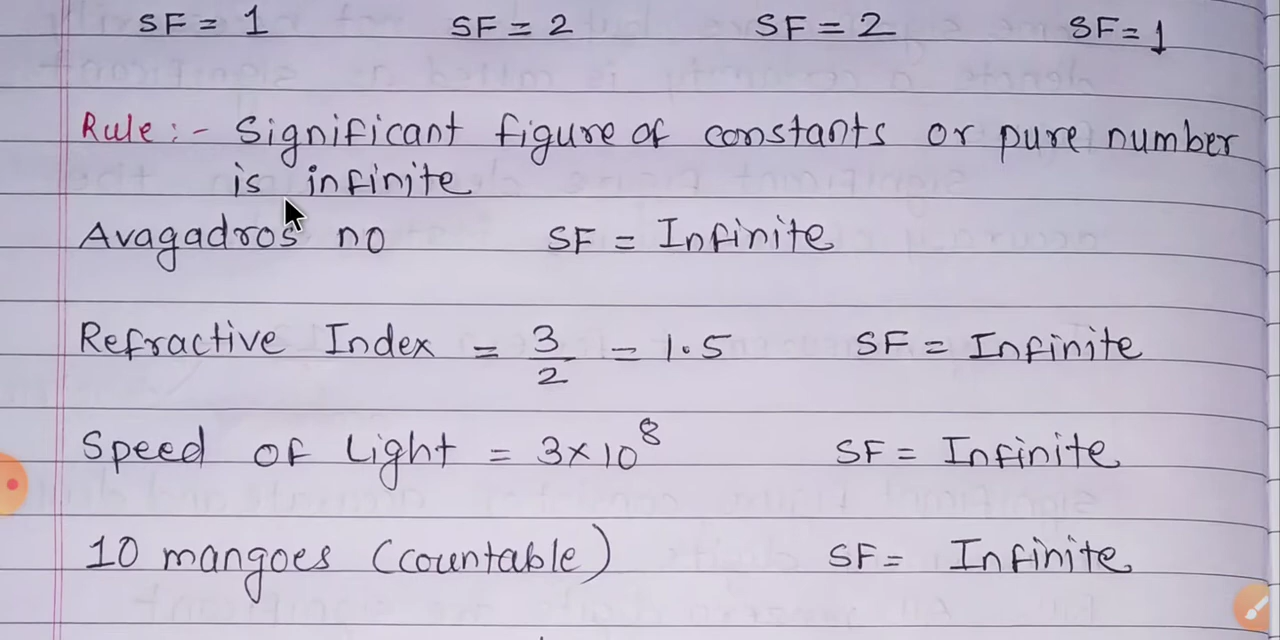 SF = 1 SF = 2 SF = 2 SF = 1
Rule :- Significant figure of constants or pure number
is infinite
Avagadros no SF = Infinite
Refractive Index = 3/2 = 1.5 SF = Infinite
Speed of Light = 3×10⁸ SF = Infinite
10 mangoes (countable) SF = Infinite